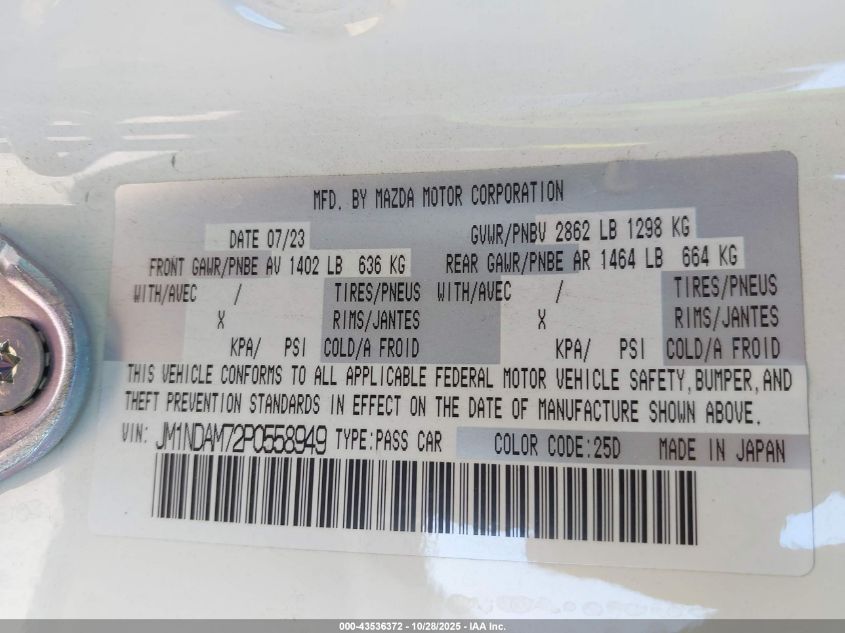 MFD. BY MAZDA MOTOR CORPORATION
DATE 07/23 GVWR/PNBV 2862 LB 1298 KG
FRONT GAWR/PNBE AV 1402 LB 636 KG REAR GAWR/PNBE AR 1464 LB 664 KG
WITH/AVEC / TIRES/PNEUS WITH/AVEC / TIRES/PNEUS
X RIMS/JANTES X RIMS/JANTES
KPA/ PSI COLD/A FROID KPA/ PSI COLD/A FROID
THIS VEHICLE CONFORMS TO ALL APPLICABLE FEDERAL MOTOR VEHICLE SAFETY, BUMPER, AND
THEFT PREVENTION STANDARDS IN EFFECT ON THE DATE OF MANUFACTURE SHOWN ABOVE.
VIN: JM1NDAM72P0558949 TYPE: PASS CAR COLOR CODE: 25D MADE IN JAPAN
000-43536372 - 10/28/2025 - IAA Inc.